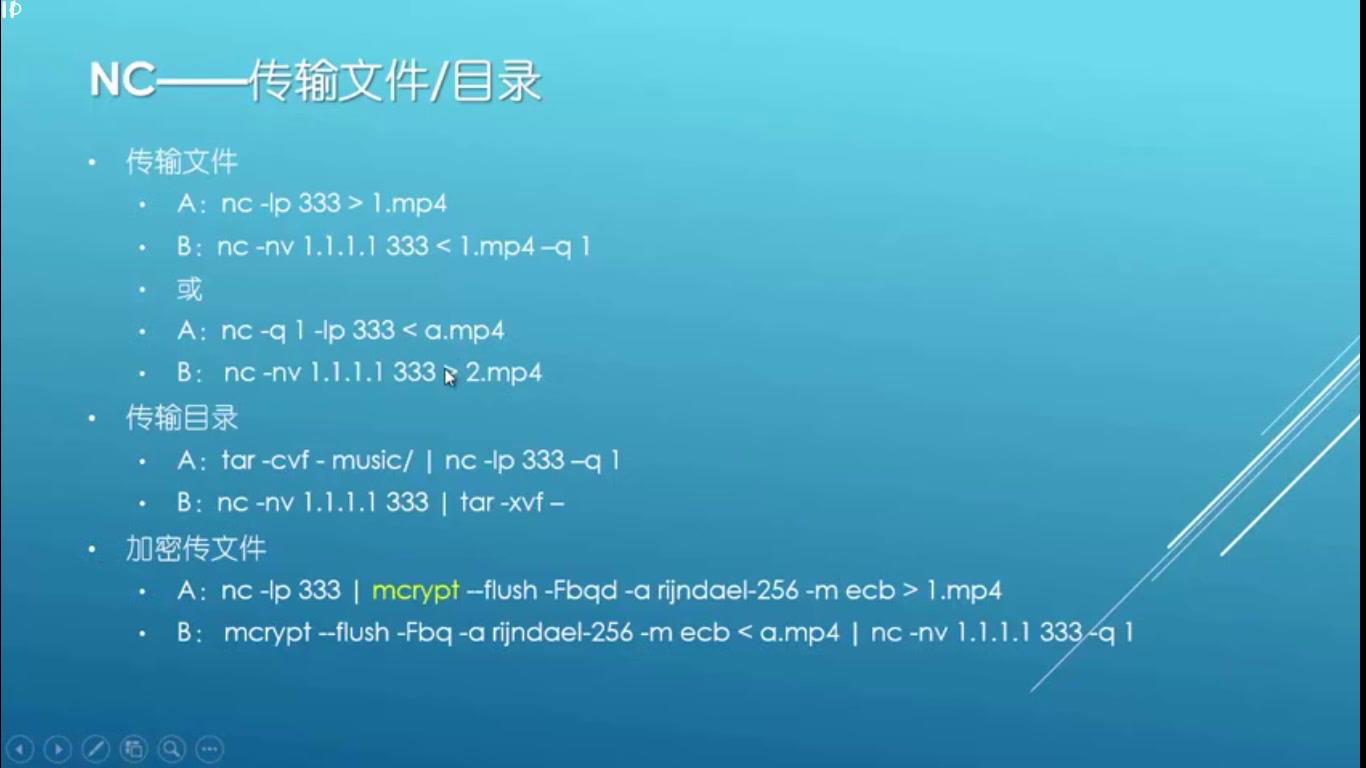 NC——传输文件/目录
• 传输文件
• A：nc -lp 333 > 1.mp4
• B：nc -nv 1.1.1.1 333 < 1.mp4 –q 1
• 或
• A：nc -q 1 -lp 333 < a.mp4
• B： nc -nv 1.1.1.1 333 > 2.mp4
• 传输目录
• A：tar -cvf - music/ | nc -lp 333 –q 1
• B：nc -nv 1.1.1.1 333 | tar -xvf –
• 加密传文件
• A：nc -lp 333 | mcrypt --flush -Fbqd -a rijndael-256 -m ecb > 1.mp4
• B： mcrypt --flush -Fbq -a rijndael-256 -m ecb < a.mp4 | nc -nv 1.1.1.1 333 -q 1